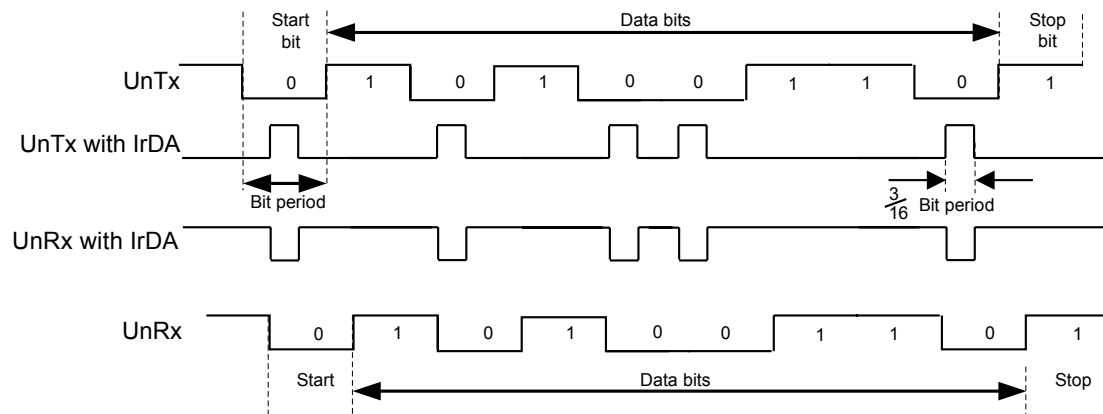 Start bit
Data bits
Stop bit
UnTx
0 1 0 1 0 0 1 1 0 1
UnTx with IrDA
Bit period
3/16 Bit period
UnRx with IrDA
UnRx
0 1 0 1 0 0 1 1 0 1
Start
Data bits
Stop